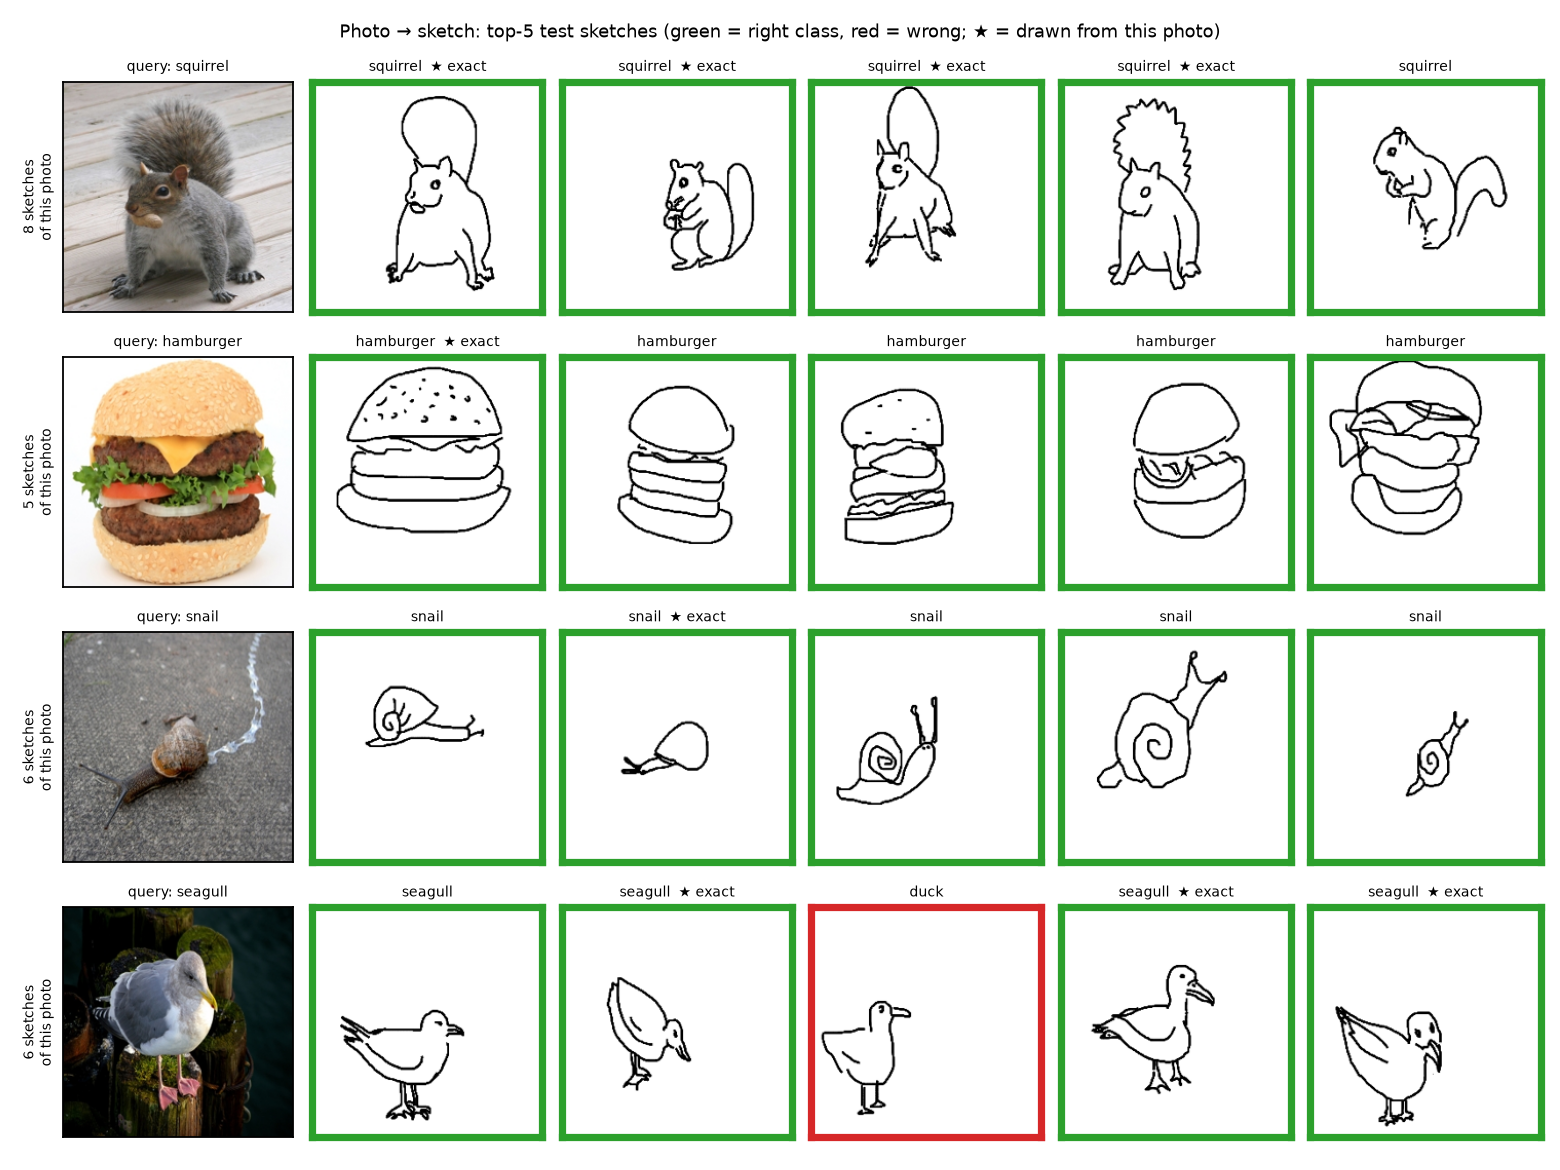 Photo → sketch: top-5 test sketches (green = right class, red = wrong; ★ = drawn from this photo)
query: squirrel
squirrel ★ exact
squirrel ★ exact
squirrel ★ exact
squirrel ★ exact
squirrel
8 sketches
of this photo
query: hamburger
hamburger ★ exact
hamburger
hamburger
hamburger
hamburger
5 sketches
of this photo
query: snail
snail
snail ★ exact
snail
snail
snail
6 sketches
of this photo
query: seagull
seagull
seagull ★ exact
duck
seagull ★ exact
seagull ★ exact
6 sketches
of this photo